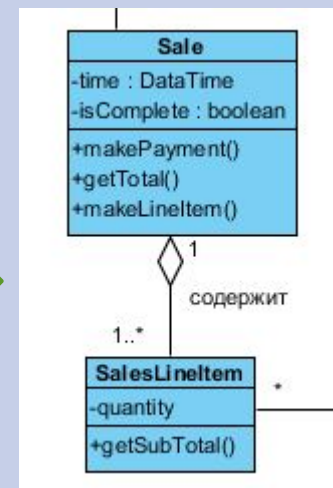 Sale
-time : DataTime
-isComplete : boolean
+makePayment()
+getTotal()
+makeLineItem()
1
содержит
1..*
SalesLineItem
*
-quantity
+getSubTotal()